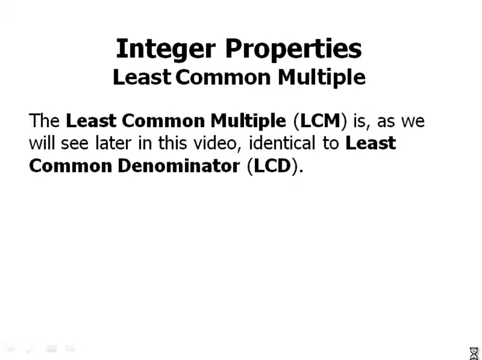 Integer Properties
Least Common Multiple
The Least Common Multiple (LCM) is, as we
will see later in this video, identical to Least
Common Denominator (LCD).